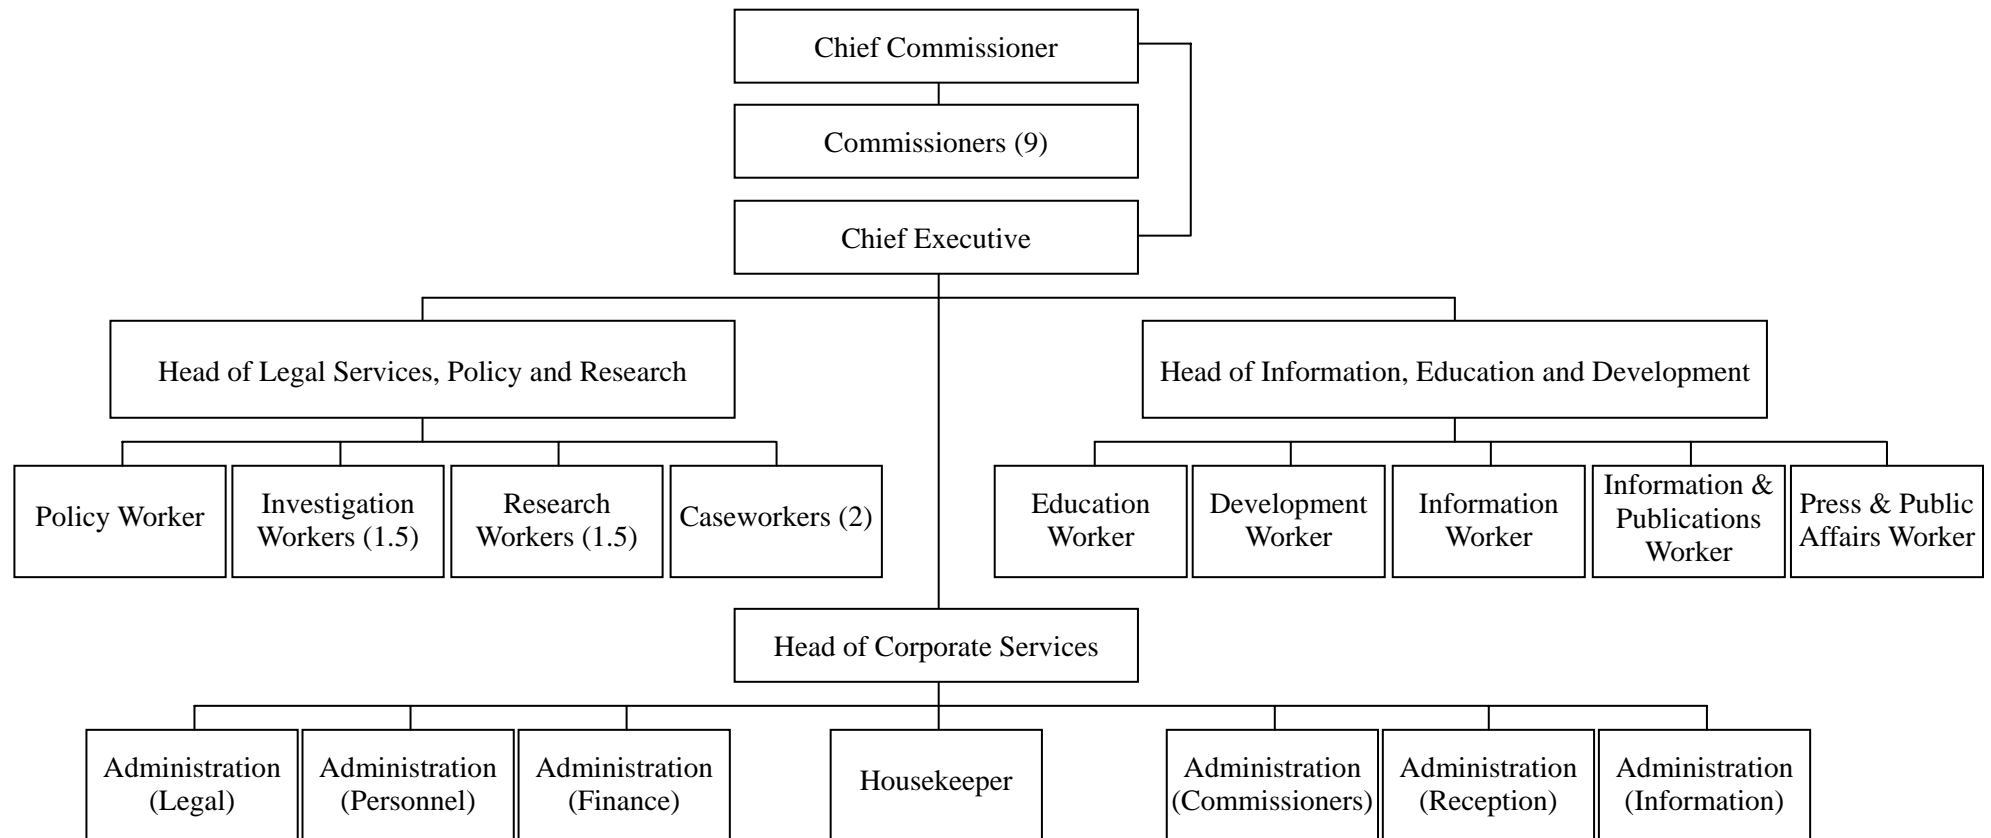 Chief Commissioner
Commissioners (9)
Chief Executive
Head of Legal Services, Policy and Research
Head of Information, Education and Development
Policy Worker
Investigation
Workers (1.5)
Research
Workers (1.5)
Caseworkers (2)
Education
Worker
Development
Worker
Information
Worker
Information &
Publications
Worker
Press & Public
Affairs Worker
Head of Corporate Services
Administration
(Legal)
Administration
(Personnel)
Administration
(Finance)
Housekeeper
Administration
(Commissioners)
Administration
(Reception)
Administration
(Information)